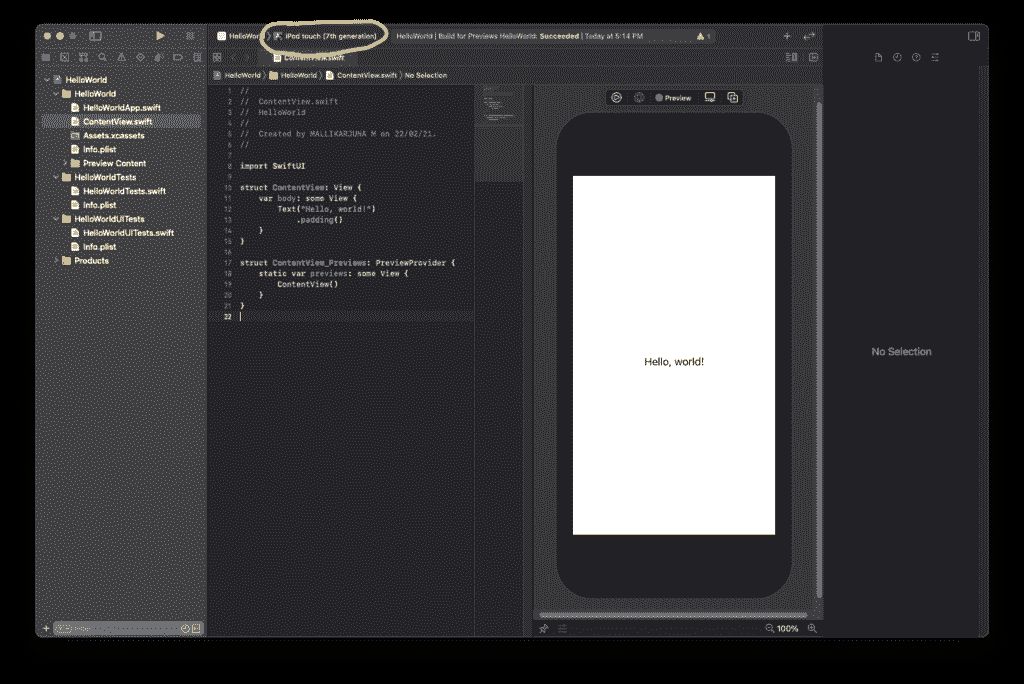 HelloWorld
iPod touch (7th generation)
HelloWorld | Build for Previews HelloWorld: Succeeded | Today at 5:14 PM
1
ContentView.swift
HelloWorld
HelloWorld
ContentView.swift
No Selection
HelloWorld
HelloWorld
HelloWorldApp.swift
ContentView.swift
Assets.xcassets
Info.plist
Preview Content
HelloWorldTests
HelloWorldTests.swift
Info.plist
HelloWorldUITests
HelloWorldUITests.swift
Info.plist
Products
1 //
2 // ContentView.swift
3 // HelloWorld
4 //
5 // Created by MALLIKARJUNA M on 22/02/21.
6 //
7
8 import SwiftUI
9
10 struct ContentView: View {
11 var body: some View {
12 Text("Hello, world!")
13 .padding()
14 }
15 }
16
17 struct ContentView_Previews: PreviewProvider {
18 static var previews: some View {
19 ContentView()
20 }
21 }
22
Preview
Hello, world!
100%
No Selection